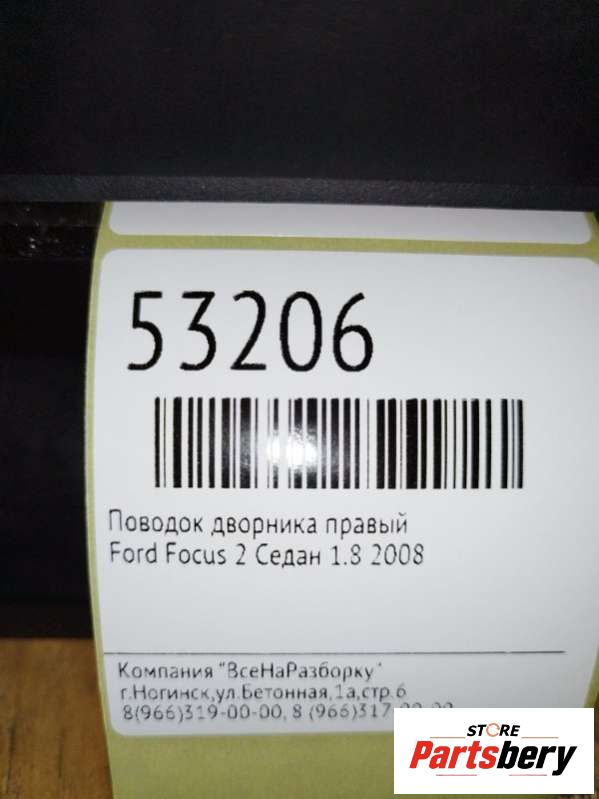 53206
Поводок дворника правый
Ford Focus 2 Седан 1.8 2008
Компания "ВсеНаРазборку"
г.Ногинск,ул.Бетонная,1а,стр.6
8(966)319-00-00, 8 (966)317
STORE
Partsbery